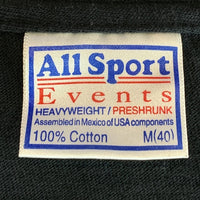 All Sport
Events
HEAVYWEIGHT/PRESHRUNK
Assembled in Mexico of USA components
100% Cotton M(40)